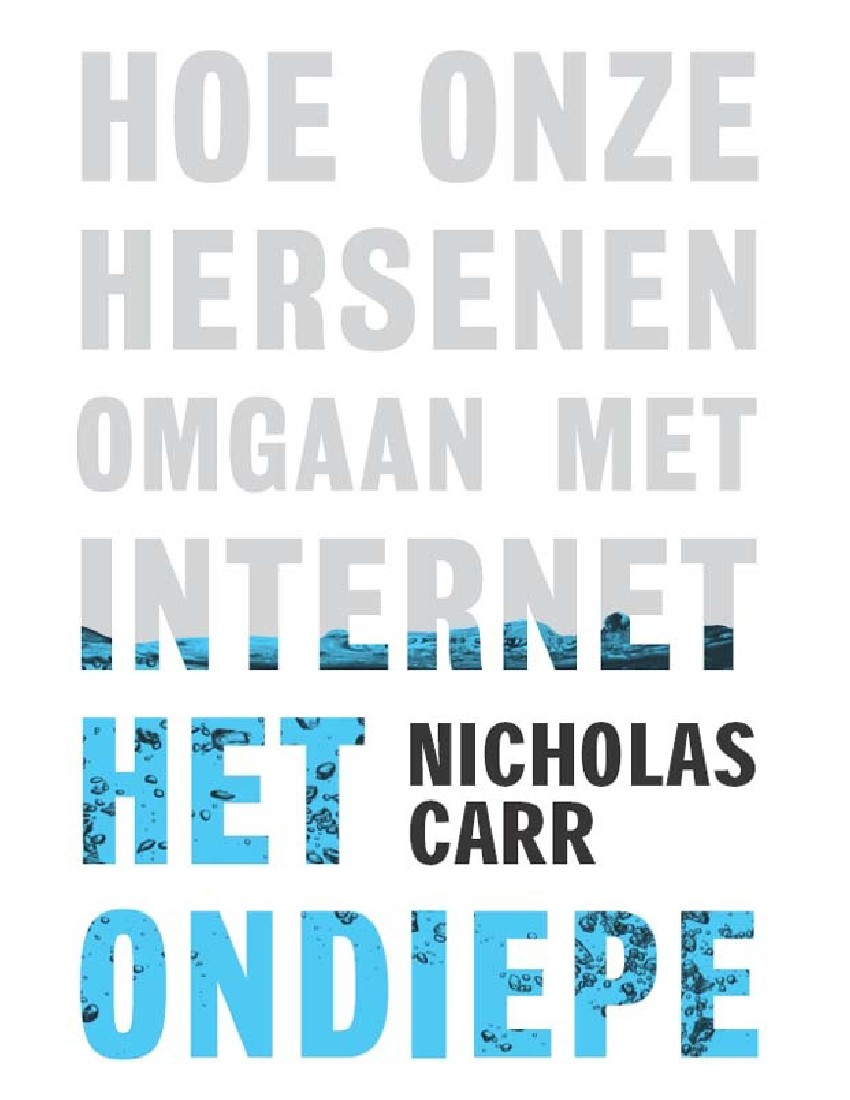 HOE ONZE
HERSENEN
OMGAAN MET
INTERNET
HET
NICHOLAS
CARR
ONDIEPE